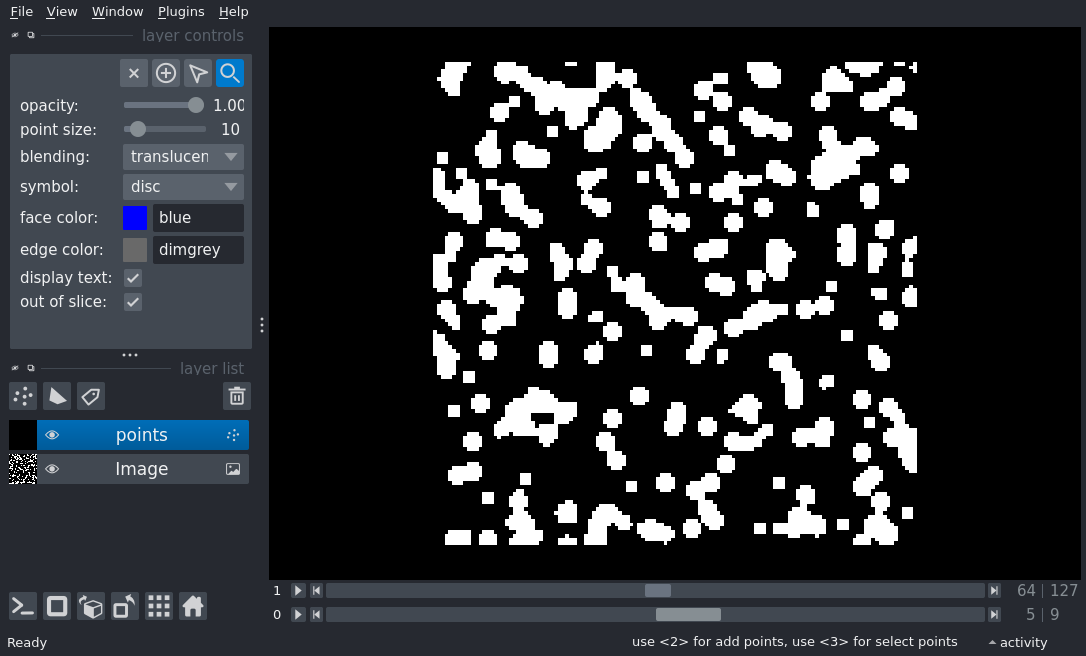 File View Window Plugins Help
layer controls
opacity: 1.00
point size: 10
blending: translucen
symbol: disc
face color: blue
edge color: dimgrey
display text:
out of slice:
layer list
points
Image
1 64 | 127
0 5 | 9
Ready use <2> for add points, use <3> for select points activity